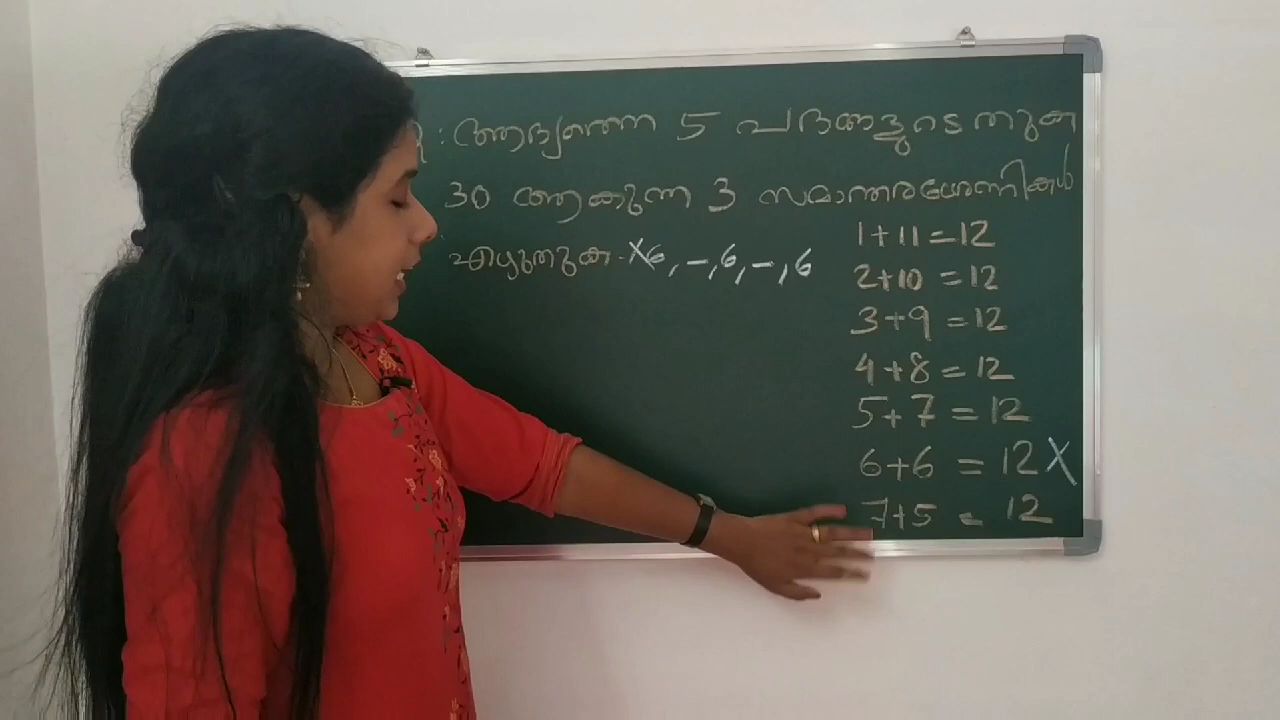 : ആദ്യത്തെ 5 പദങ്ങളുടെ തുക
30 ആകുന്ന 3 സമാന്തരശ്രേണികൾ
എഴുതുക. X6, –, 6, –, 6
1+11=12
2+10 =12
3+9 =12
4+8 = 12
5+7 = 12
6+6 = 12 X
7+5 = 12